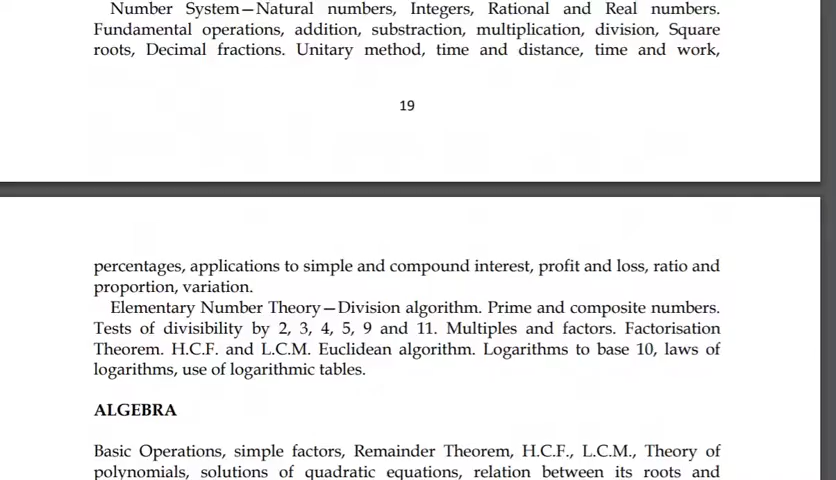 Number System—Natural numbers, Integers, Rational and Real numbers.
Fundamental operations, addition, substraction, multiplication, division, Square
roots, Decimal fractions. Unitary method, time and distance, time and work,
19
percentages, applications to simple and compound interest, profit and loss, ratio and
proportion, variation.
Elementary Number Theory—Division algorithm. Prime and composite numbers.
Tests of divisibility by 2, 3, 4, 5, 9 and 11. Multiples and factors. Factorisation
Theorem. H.C.F. and L.C.M. Euclidean algorithm. Logarithms to base 10, laws of
logarithms, use of logarithmic tables.
ALGEBRA
Basic Operations, simple factors, Remainder Theorem, H.C.F., L.C.M., Theory of
polynomials, solutions of quadratic equations, relation between its roots and